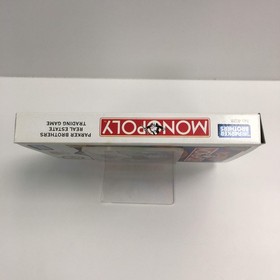 PARKER BROTHERS
REAL ESTATE
TRADING GAME
MONOPOLY
PARKER
BROTHERS